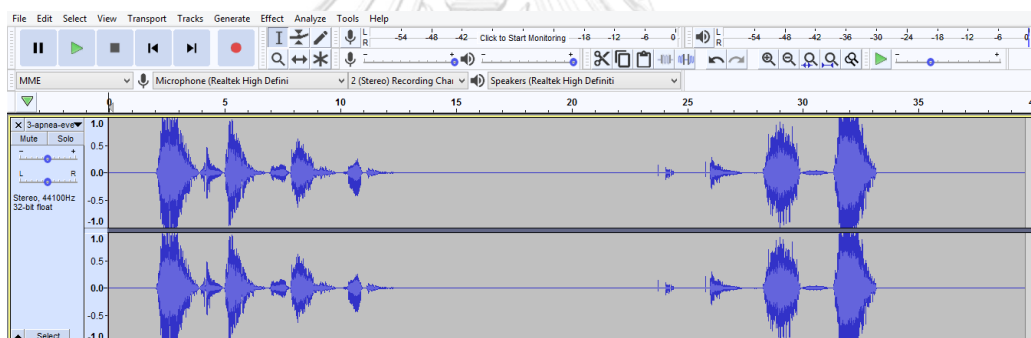 File Edit Select View Transport Tracks Generate Effect Analyze Tools Help
L R -54 -48 -42 Click to Start Monitoring -18 -12 -6 0 L R -54 -48 -42 -36 -30 -24 -18 -12 -6 0
MME Microphone (Realtek High Defini 2 (Stereo) Recording Chai Speakers (Realtek High Definiti
0 5 10 15 20 25 30 35
3-apnea-eve 1.0
Mute Solo
- + 0.5
L R 0.0
Stereo, 44100Hz -0.5
32-bit float
-1.0
1.0
0.5
0.0
-0.5
Select -1.0